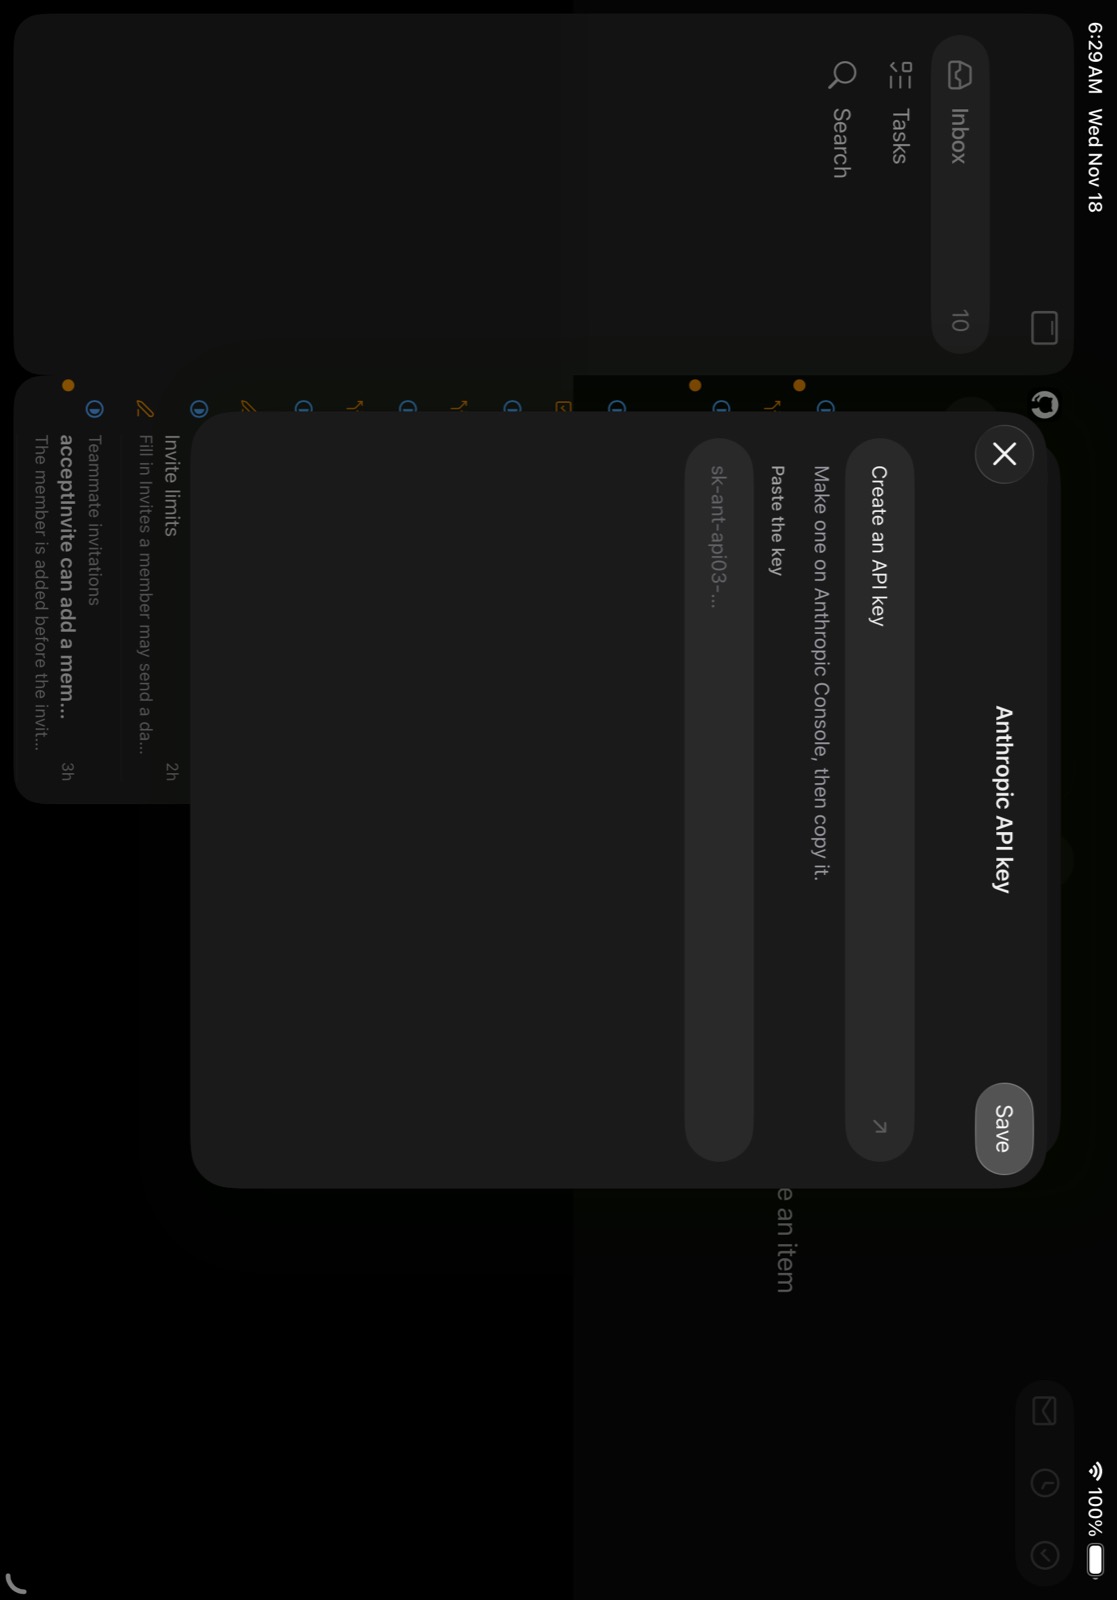 6:29 AM Wed Nov 18
100%
Inbox 10
Tasks
Search
Anthropic API key
Save
Create an API key
Make one on Anthropic Console, then copy it.
Paste the key
sk-ant-api03-...
e an item
Invite limits 2h
Fill in Invites a member may send a da...
Teammate invitations
acceptInvite can add a mem... 3h
The member is added before the invit...